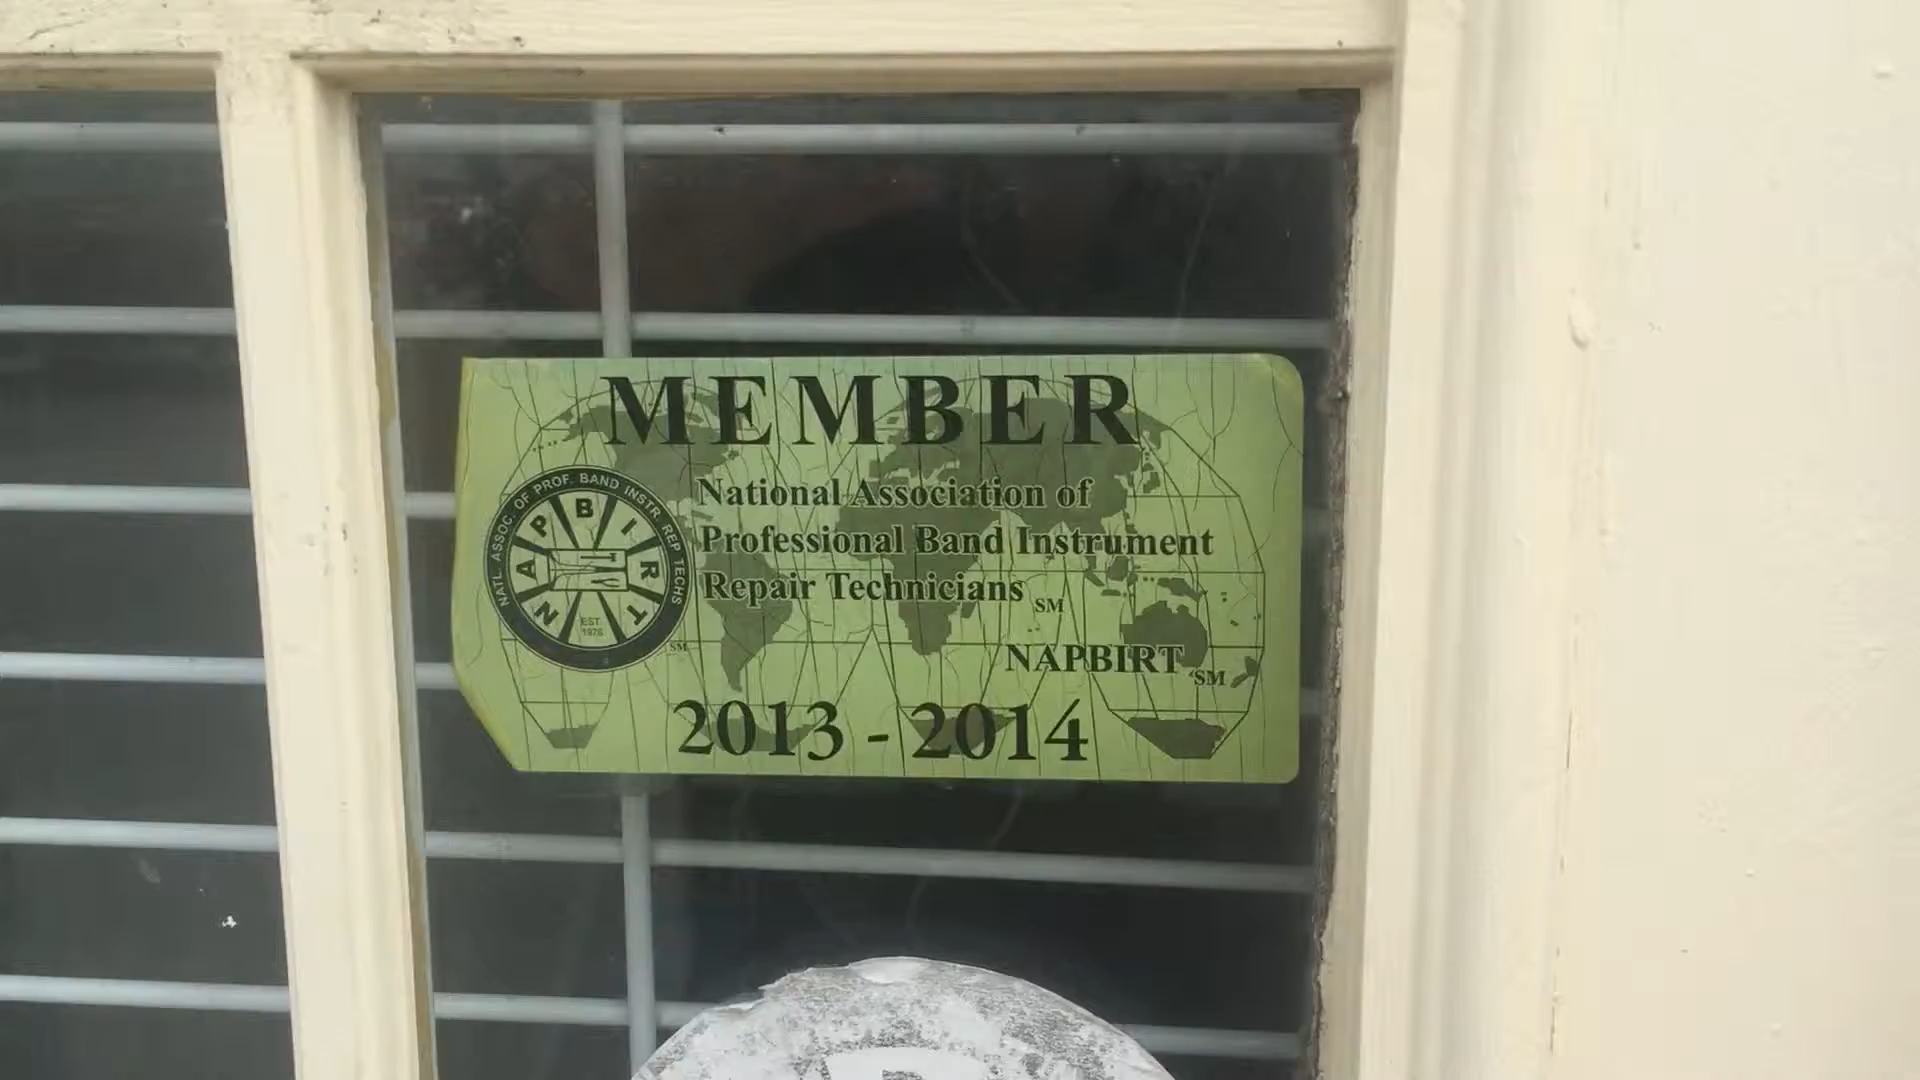 MEMBER
National Association of
Professional Band Instrument
Repair Technicians SM
NAPBIRT SM
2013 - 2014
NATL. ASSOC. OF PROF. BAND INSTR. REP. TECHS
NAPBIRT
EST.
1976
SM